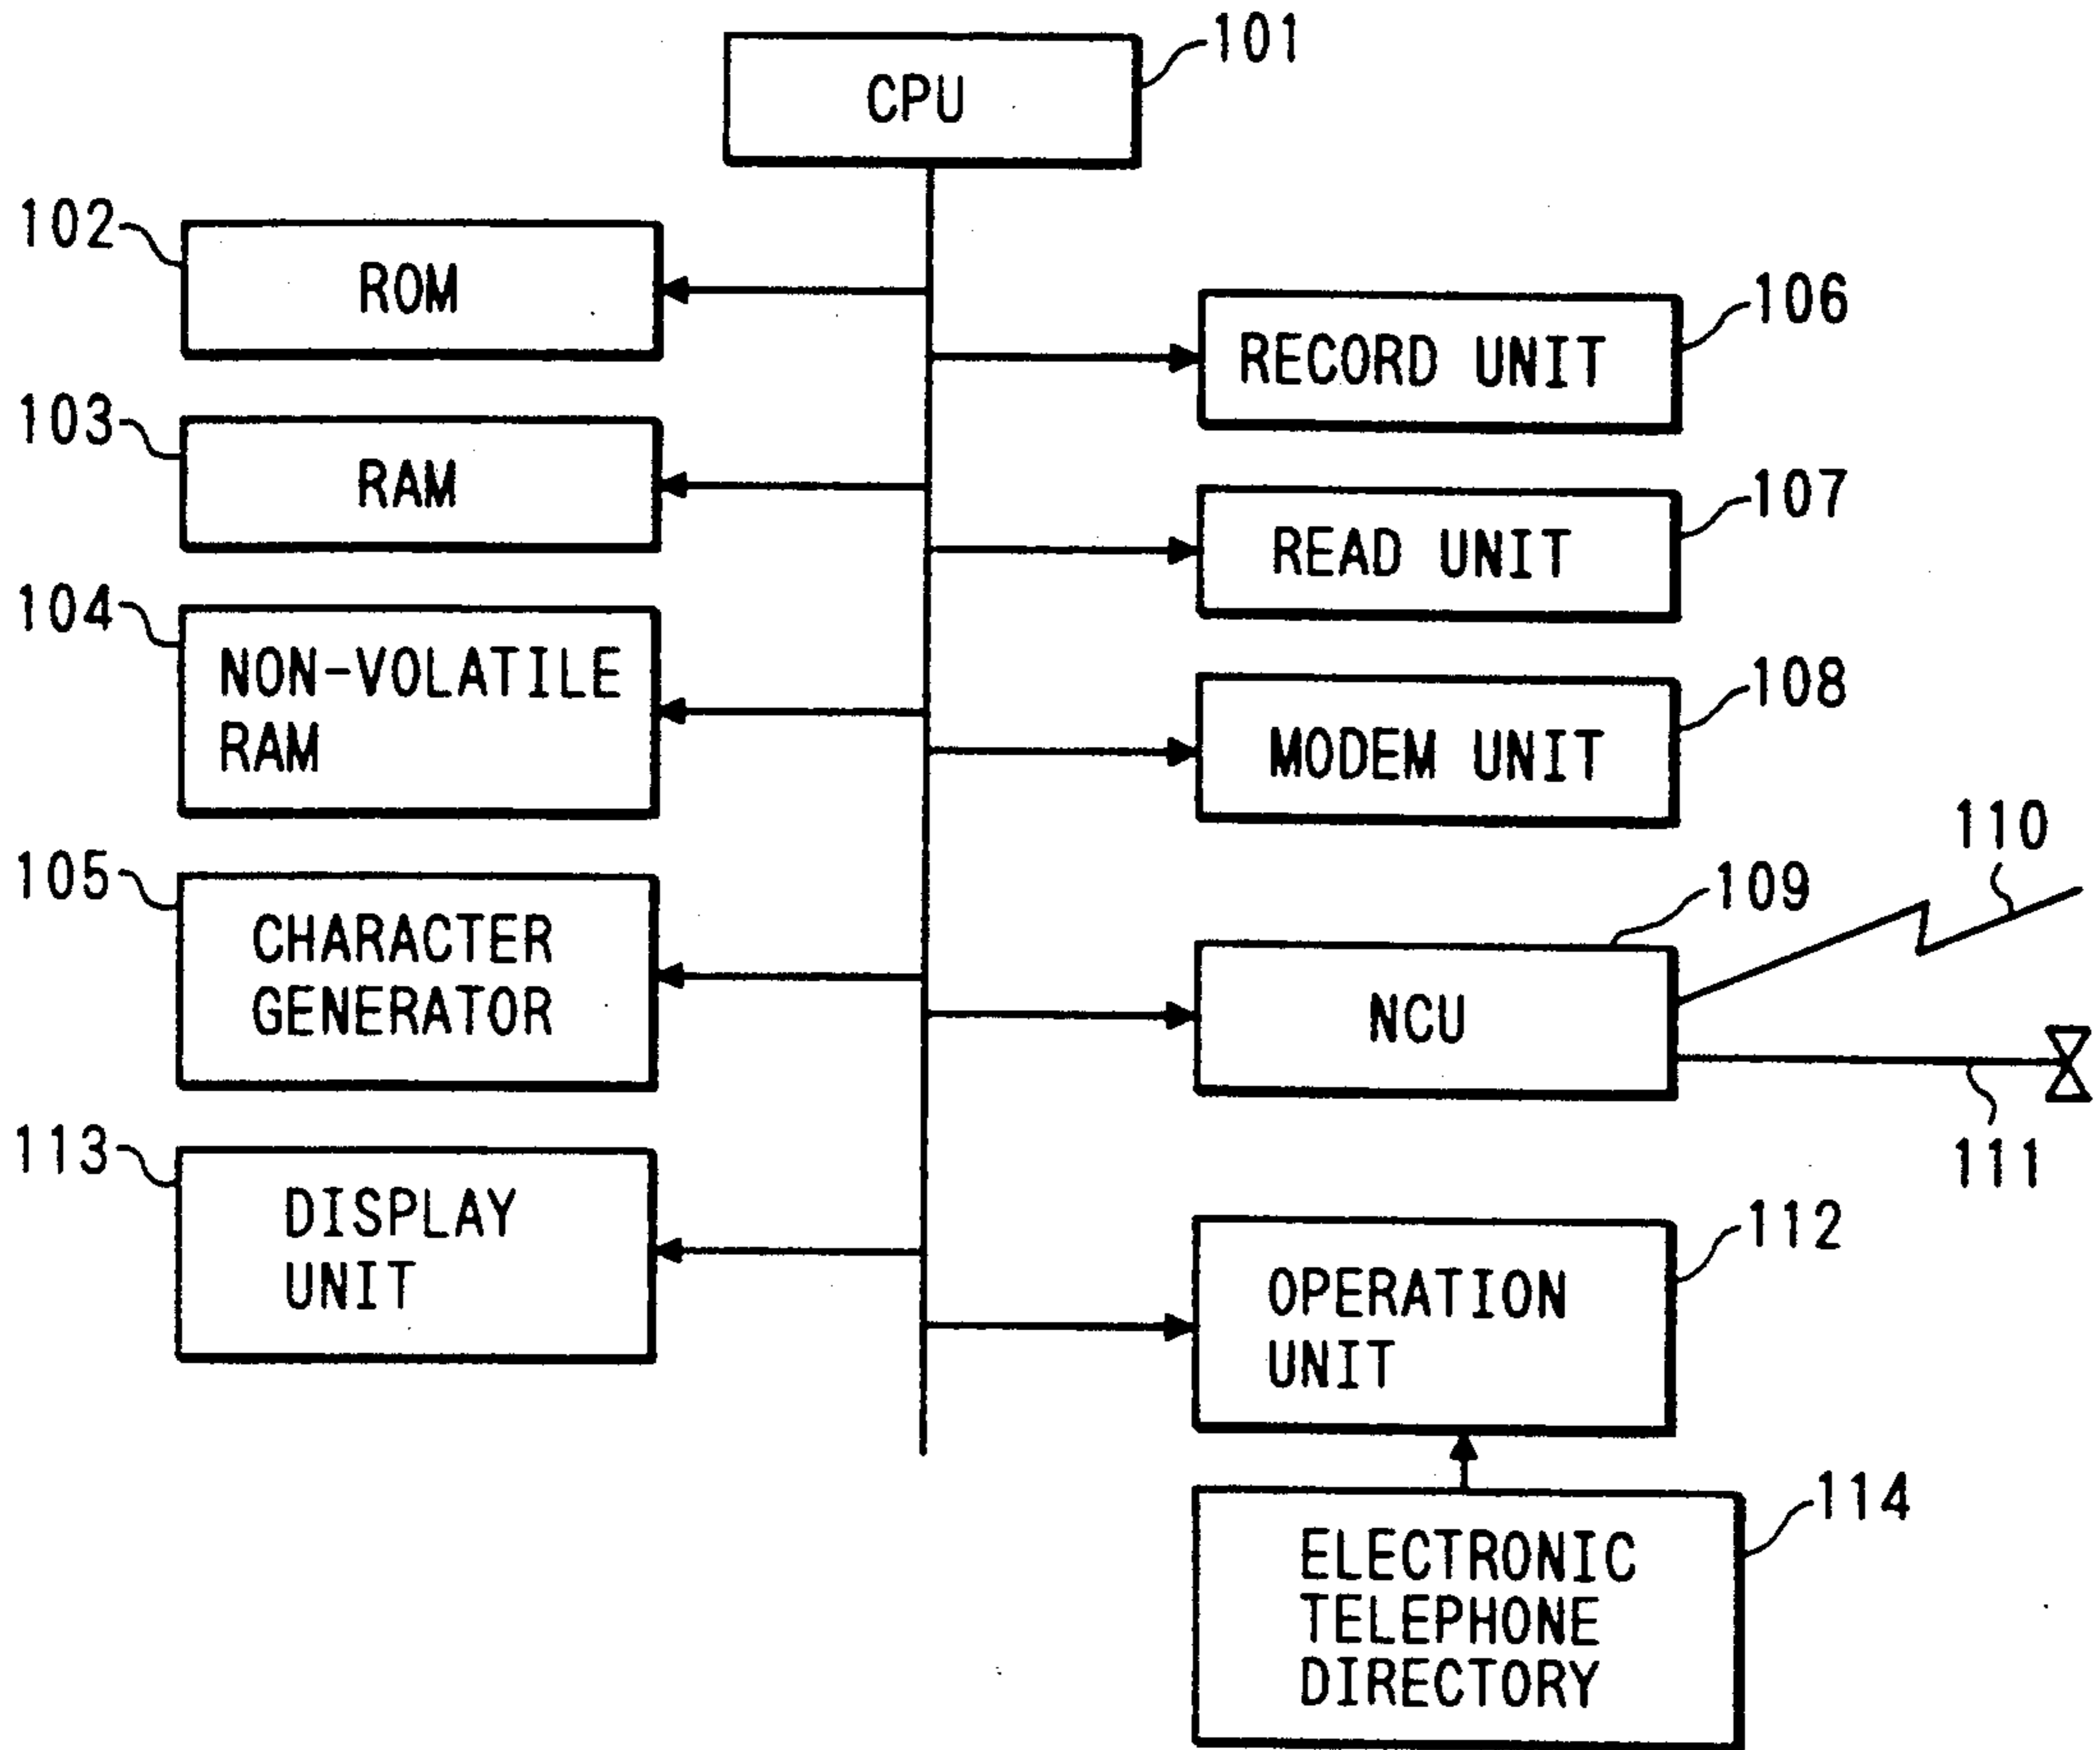 101
CPU
102
ROM
106
RECORD UNIT
103
RAM
107
READ UNIT
104
NON-VOLATILE
RAM
108
MODEM UNIT
110
105
CHARACTER
GENERATOR
109
NCU
111
113
DISPLAY
UNIT
112
OPERATION
UNIT
114
ELECTRONIC
TELEPHONE
DIRECTORY